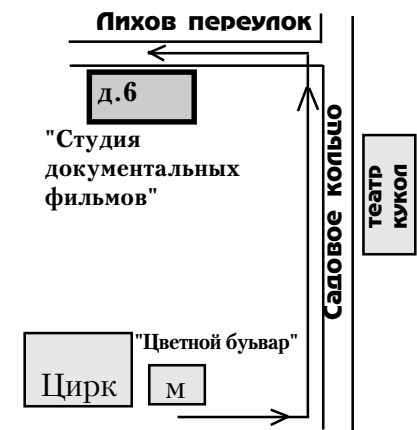 Лихов переулок
д.6
"Студия
документальных
фильмов"
Садовое кольцо
театр
кукол
"Цветной буьвар"
Цирк
м